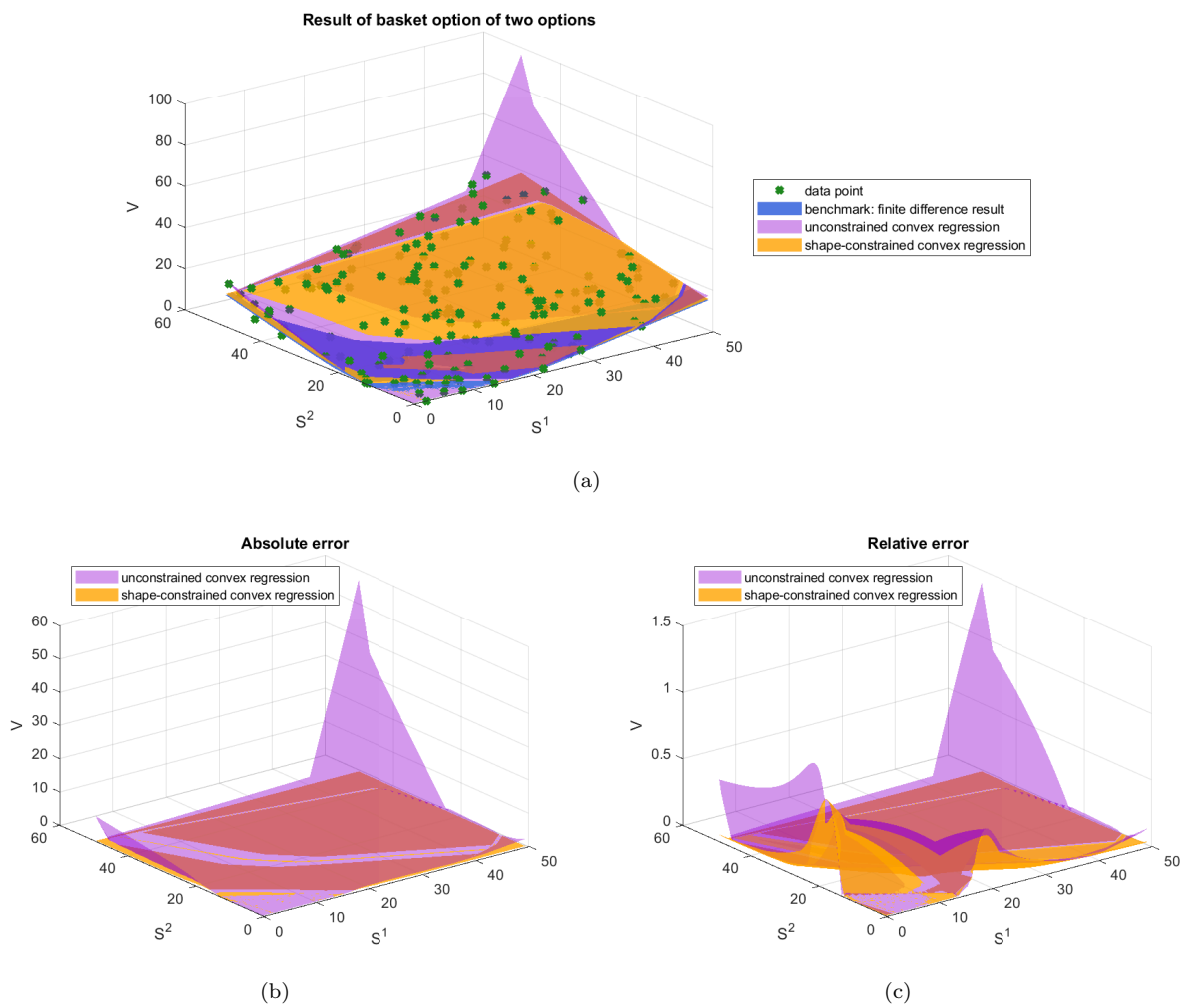 Result of basket option of two options
100
80
60
40
20
0
V
60
40
20
0
S²
0
10
20
30
40
50
S¹
data point
benchmark: finite difference result
unconstrained convex regression
shape-constrained convex regression
(a)
Absolute error
unconstrained convex regression
shape-constrained convex regression
60
50
40
30
20
10
0
V
60
40
20
0
S²
0
10
20
30
40
50
S¹
(b)
Relative error
unconstrained convex regression
shape-constrained convex regression
1.5
1
0.5
0
V
60
40
20
0
S²
0
10
20
30
40
50
S¹
(c)